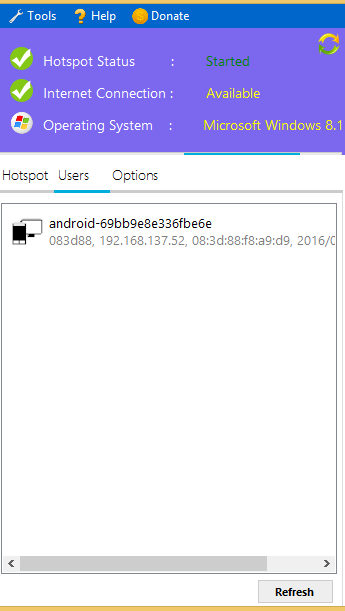 Tools Help Donate
Hotspot Status : Started
Internet Connection : Available
Operating System : Microsoft Windows 8.1
Hotspot Users Options
android-69bb9e8e336fbe6e
083d88, 192.168.137.52, 08:3d:88:f8:a9:d9, 2016/0
Refresh